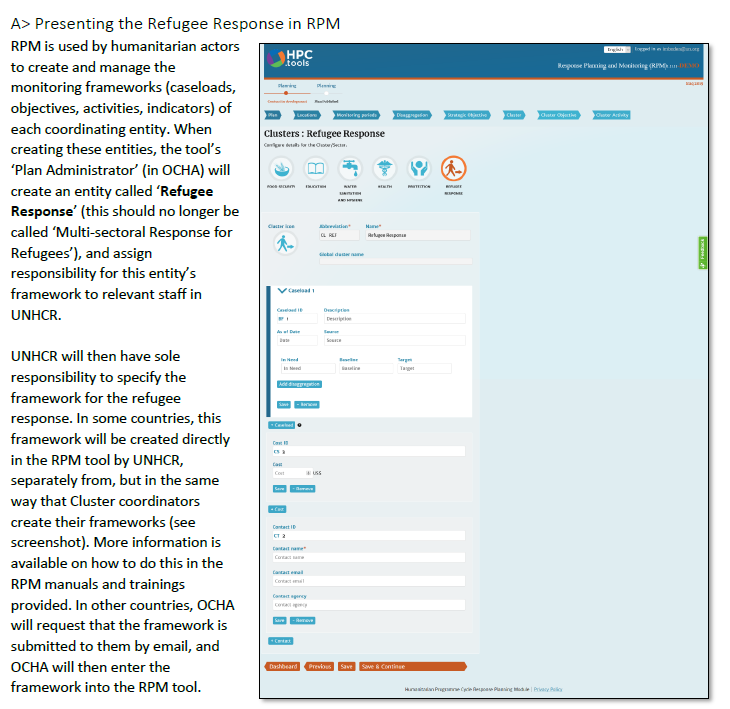 A> Presenting the Refugee Response in RPM
RPM is used by humanitarian actors
to create and manage the
monitoring frameworks (caseloads,
objectives, activities, indicators) of
each coordinating entity. When
creating these entities, the tool's
'Plan Administrator' (in OCHA) will
create an entity called 'Refugee
Response' (this should no longer be
called 'Multi-sectoral Response for
Refugees'), and assign
responsibility for this entity's
framework to relevant staff in
UNHCR.
UNHCR will then have sole
responsibility to specify the
framework for the refugee
response. In some countries, this
framework will be created directly
in the RPM tool by UNHCR,
separately from, but in the same
way that Cluster coordinators
create their frameworks (see
screenshot). More information is
available on how to do this in the
RPM manuals and trainings
provided. In other countries, OCHA
will request that the framework is
submitted to them by email, and
OCHA will then enter the
framework into the RPM tool.
HPC
.tools
English Logged in as
Response Planning and Monitoring (RPM)
Planning Planning
Plan Locations Monitoring periods Disaggregation Strategic Objective Cluster Cluster Objective Cluster Activity
Clusters : Refugee Response
Configure details for the Cluster/Sector.
FOOD SECURITY EDUCATION WATER SANITATION AND HYGIENE HEALTH PROTECTION REFUGEE RESPONSE
Cluster Icon Abbreviation* Name*
CL REF Refugee Response
Global cluster name
Caseload 1
Caseload ID Description
BP 1 Description
As of Date Source
Date Source
In Need Baseline Target
In Need Baseline Target
Add disaggregation
Save - Remove
+ Caseload
Cost ID
CS 2
Cost
Cost US$
Save - Remove
+ Cost
Contact ID
CT 2
Contact name*
Contact name
Contact email
Contact email
Contact agency
Contact agency
Save - Remove
+ Contact
Dashboard Previous Save Save & Continue
Feedback
Humanitarian Programme Cycle Response Planning Module | Privacy Policy